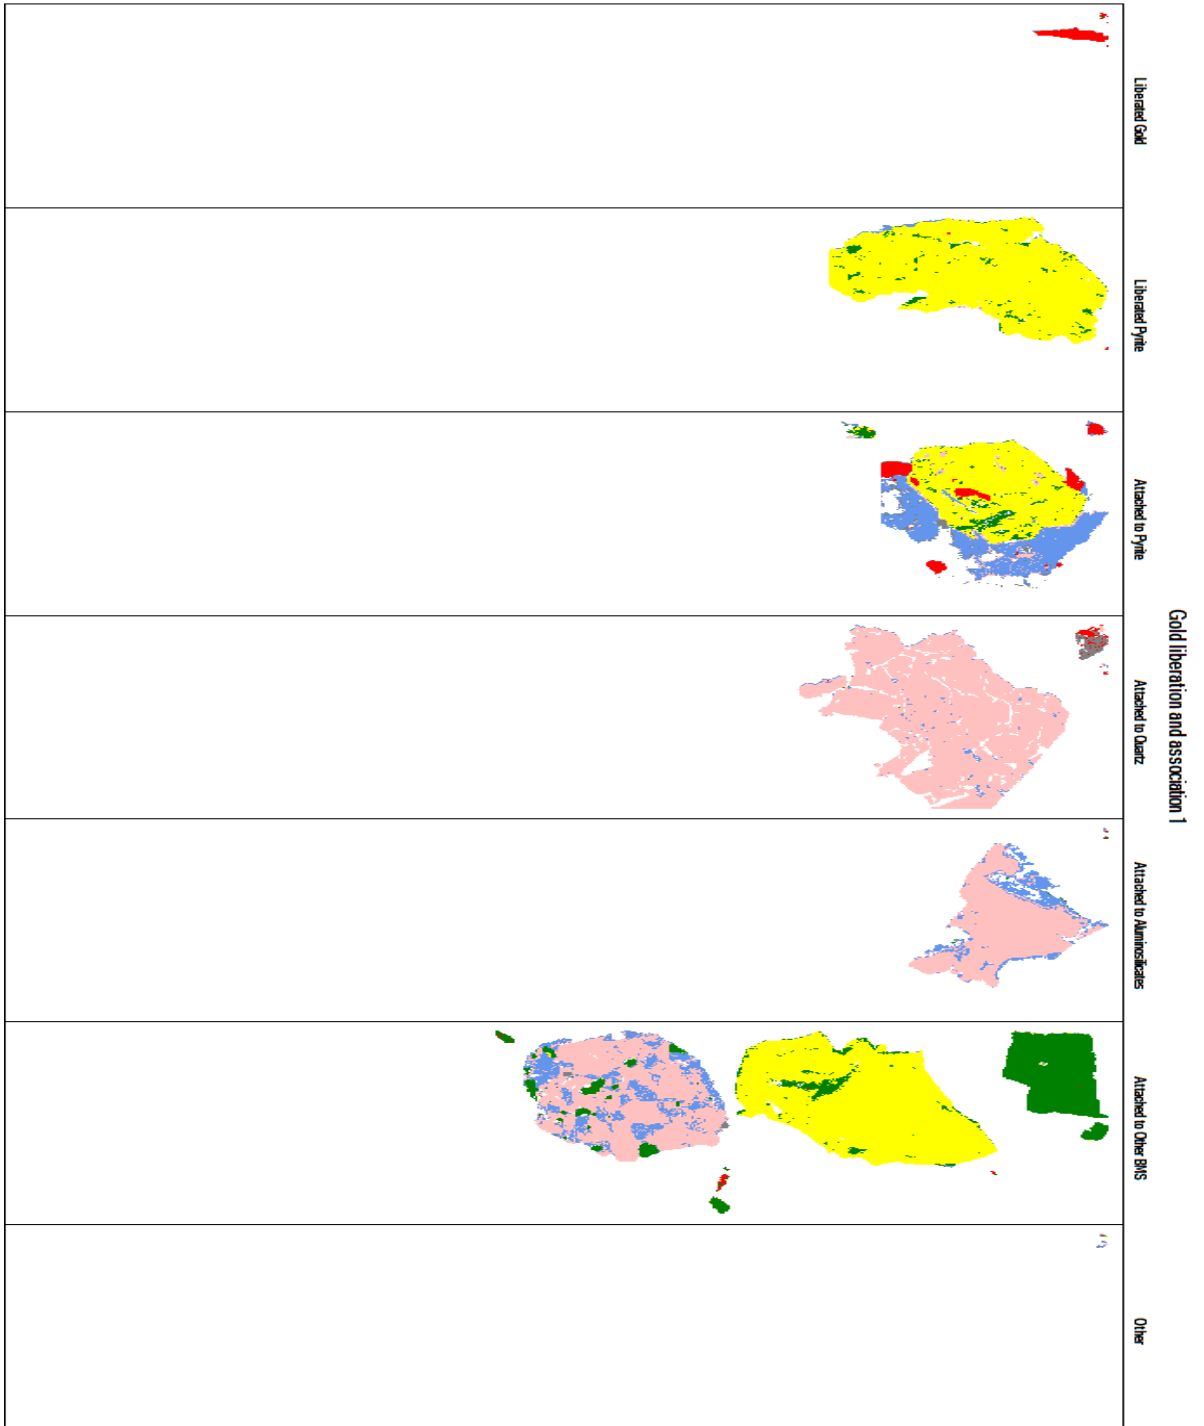 Gold liberation and association 1
Liberated Gold
Liberated Pyrite
Attached to Pyrite
Attached to Quartz
Attached to Aluminosilicates
Attached to Other BMS
Other